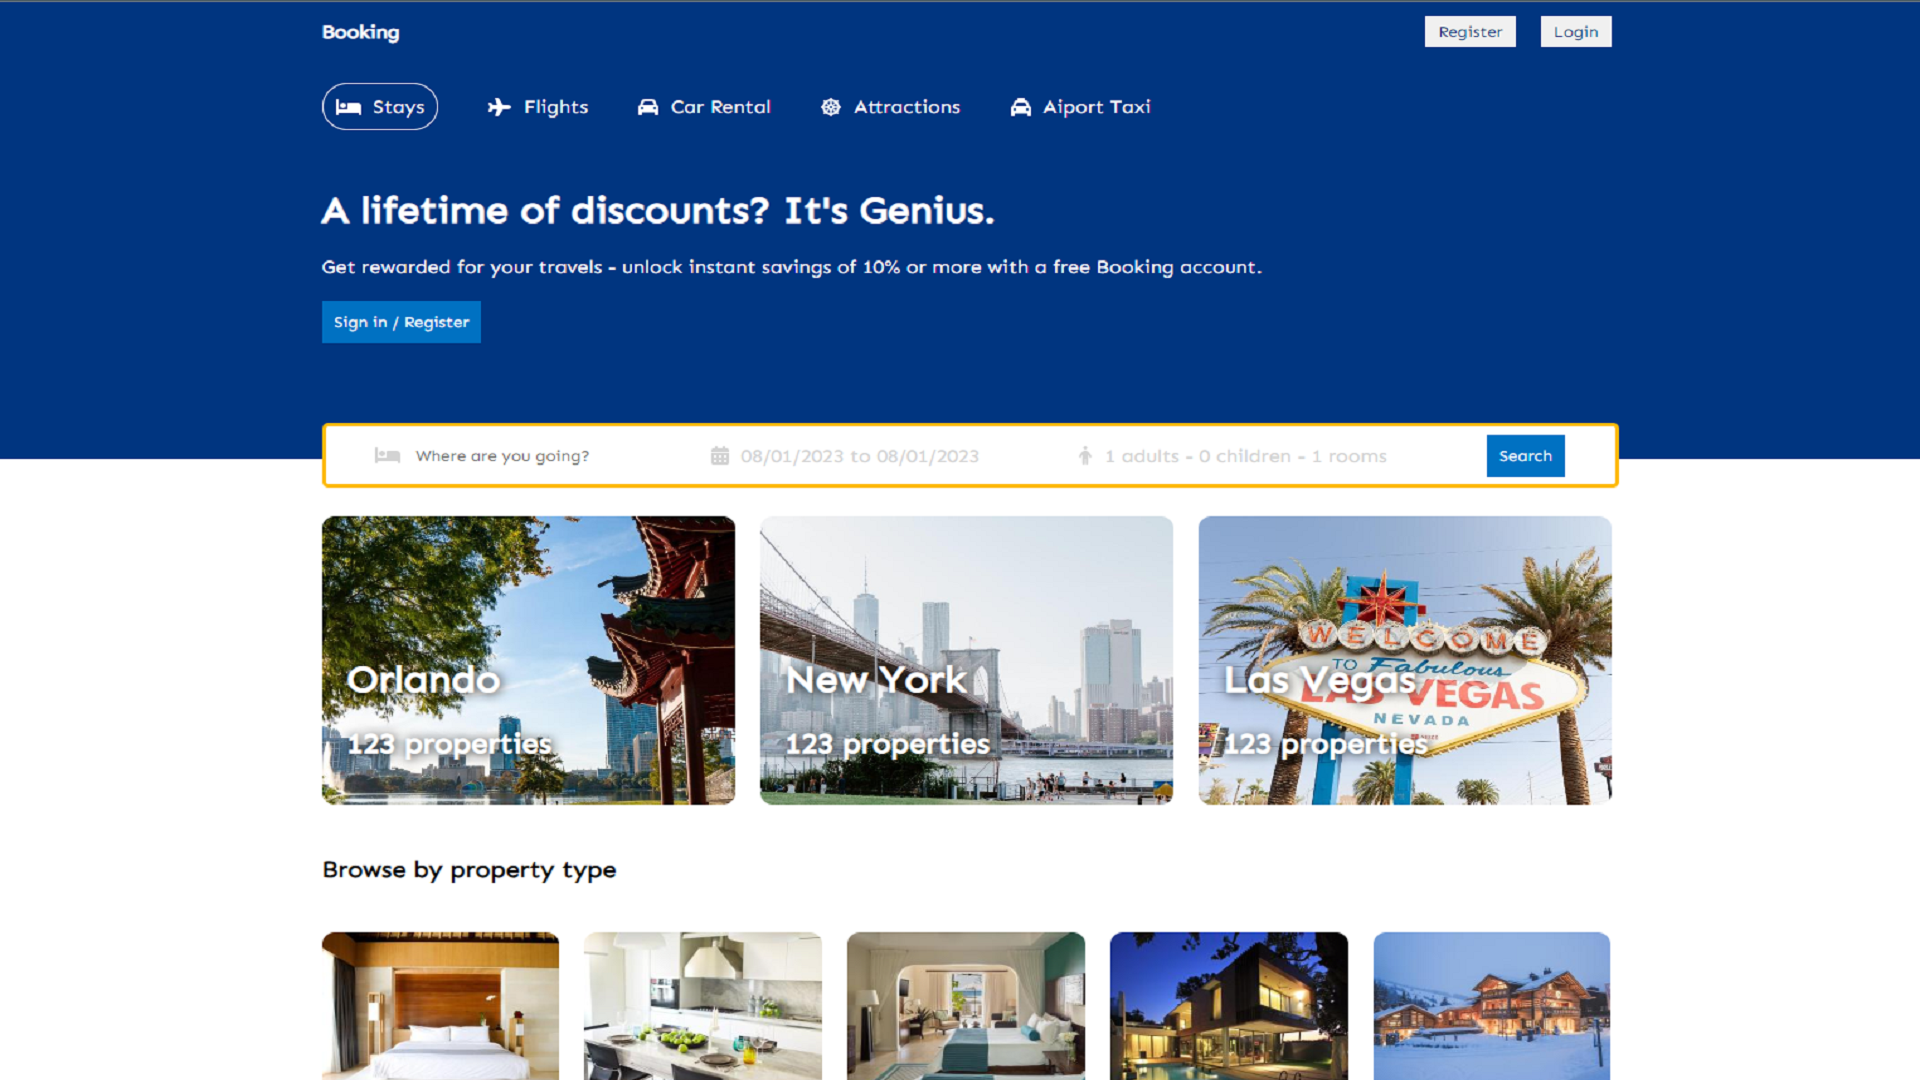 Booking
Register
Login
Stays
Flights
Car Rental
Attractions
Aiport Taxi
A lifetime of discounts? It's Genius.
Get rewarded for your travels - unlock instant savings of 10% or more with a free Booking account.
Sign in / Register
Where are you going?
08/01/2023 to 08/01/2023
1 adults - 0 children - 1 rooms
Search
Orlando
123 properties
New York
123 properties
WELCOME
TO Fabulous
LAS VEGAS
NEVADA
Las Vegas
123 properties
Browse by property type